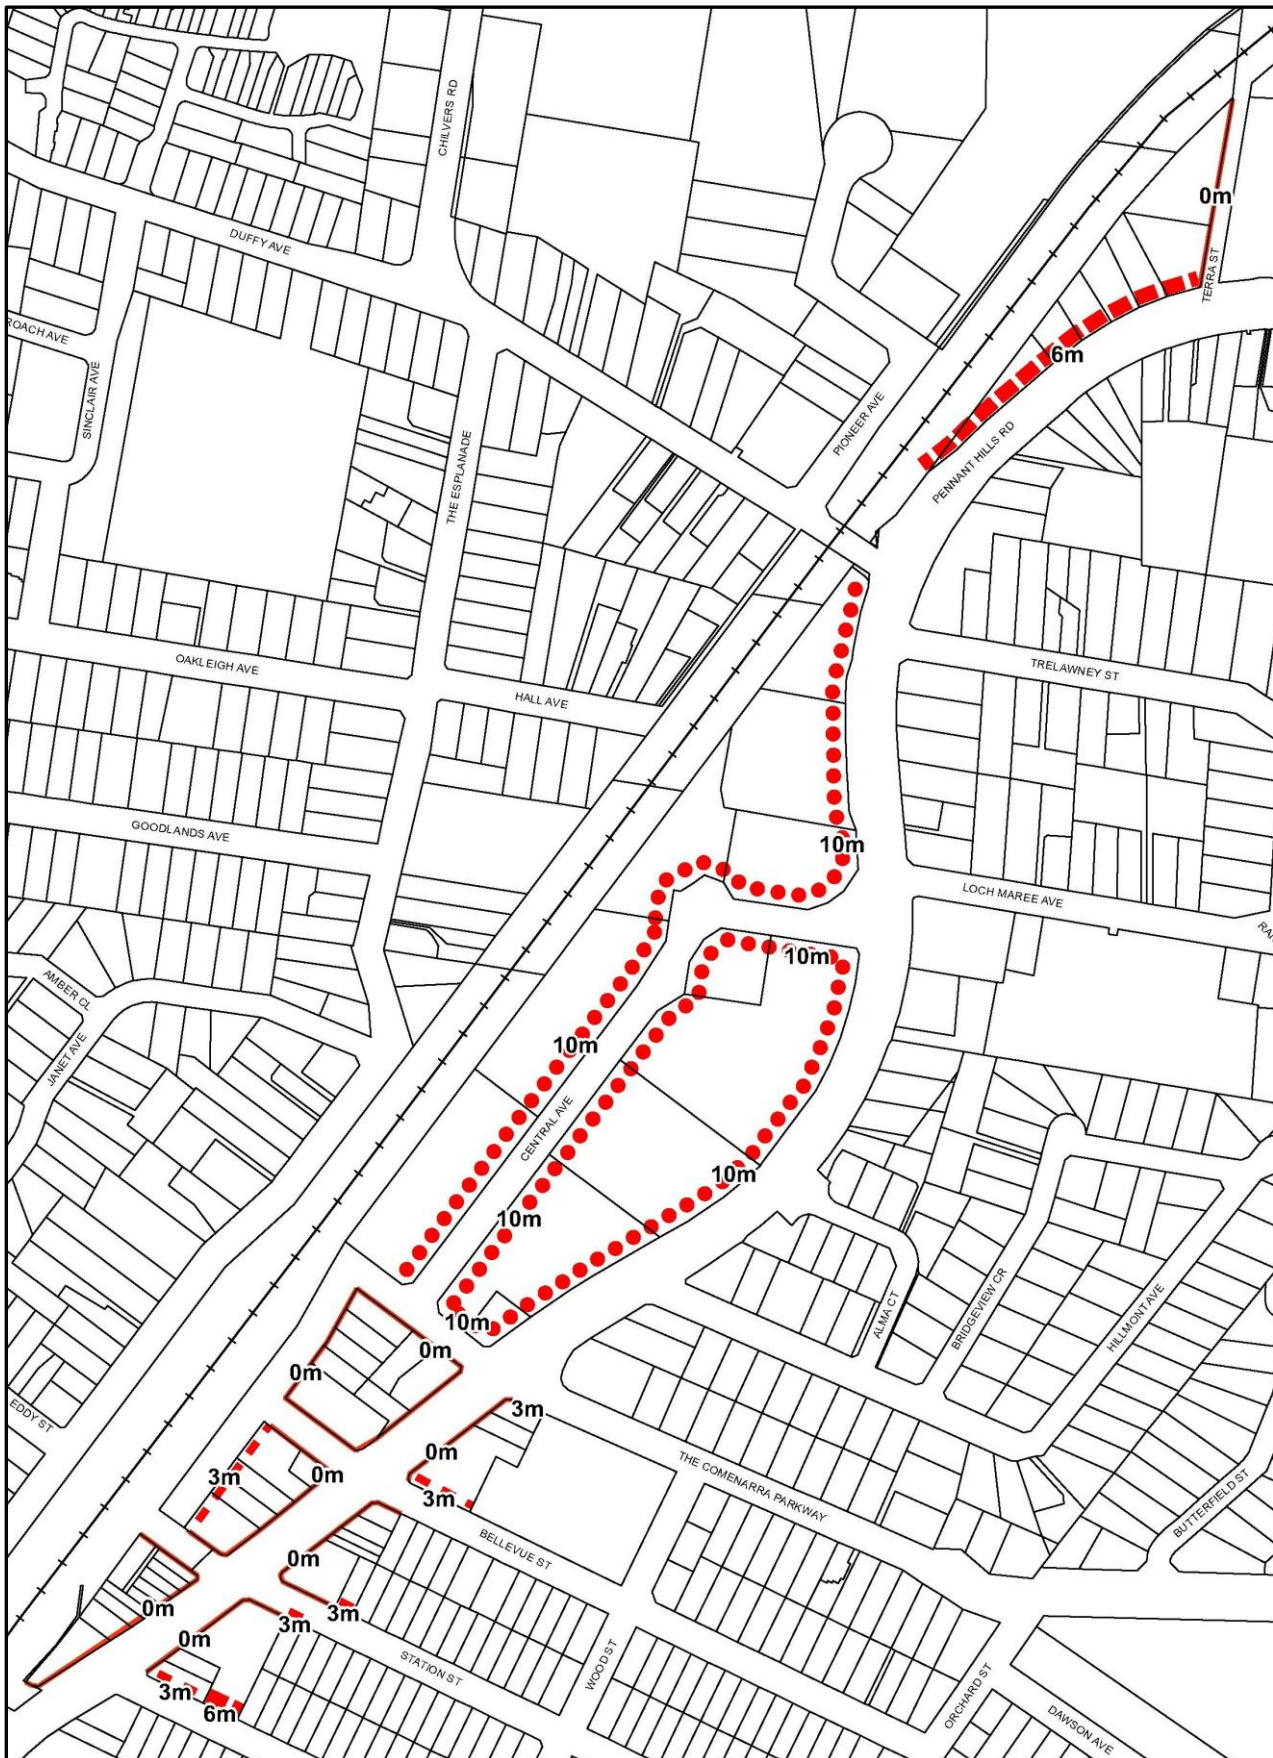 CHILVERS RD
0m
DUFFY AVE
TERRA ST
ROACH AVE
6m
SINCLAIR AVE
PIONEER AVE
THE ESPLANADE
PENNANT HILLS RD
OAKLEIGH AVE
TRELAWNEY ST
HALL AVE
GOODLANDS AVE
10m
LOCH MAREE AVE
RA
10m
AMBER CL
JANET AVE
10m
CENTRAL AVE
10m
10m
10m
ALMA CT
BRIDGEVIEW CR
HILLMONT AVE
0m
0m
EDDY ST
3m
0m
0m
3m
3m
THE COMENARRA PARKWAY
BUTTERFIELD ST
BELLEVUE ST
0m
0m
3m
3m
0m
STATION ST
WOOD ST
3m
6m
ORCHARD ST
DAWSON AVE